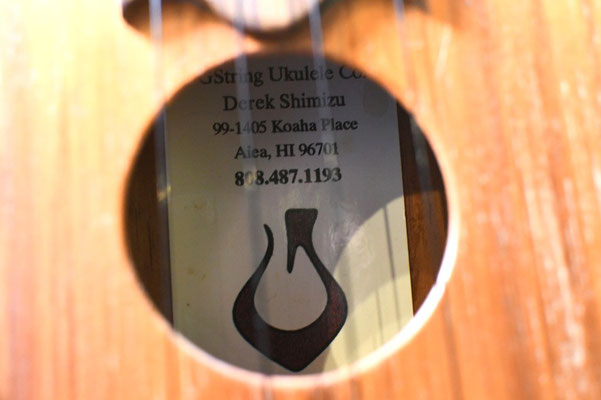 GString Ukulele Co.
Derek Shimizu
99-1405 Koaha Place
Aiea, HI 96701
808.487.1193